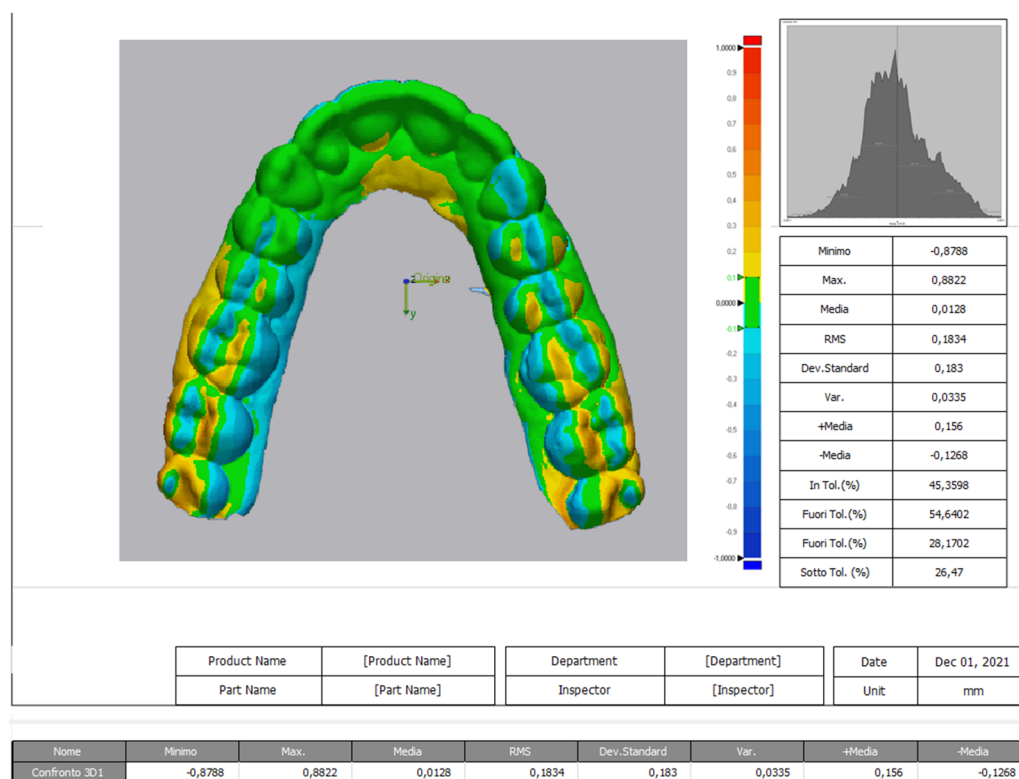 1,0000
0.9
0,8
0.7
0.6
0.5
0,4
0.3
0.2
0.1
0.0000
-0.1
-0.2
-0.3
-0.4
-0.5
-0.6
-0.7
-0,8
-0.9
-1,0000
Origine
y
Minimo -0,8788
Max. 0,8822
Media 0,0128
RMS 0,1834
Dev.Standard 0,183
Var. 0,0335
+Media 0,156
-Media -0,1268
In Tol.(%) 45,3598
Fuori Tol.(%) 54,6402
Fuori Tol.(%) 28,1702
Sotto Tol. (%) 26,47
Product Name [Product Name] Department [Department] Date Dec 01, 2021
Part Name [Part Name] Inspector [Inspector] Unit mm
Nome Minimo Max. Media RMS Dev.Standard Var. +Media -Media
Confronto 3D1 -0,8788 0,8822 0,0128 0,1834 0,183 0,0335 0,156 -0,1268